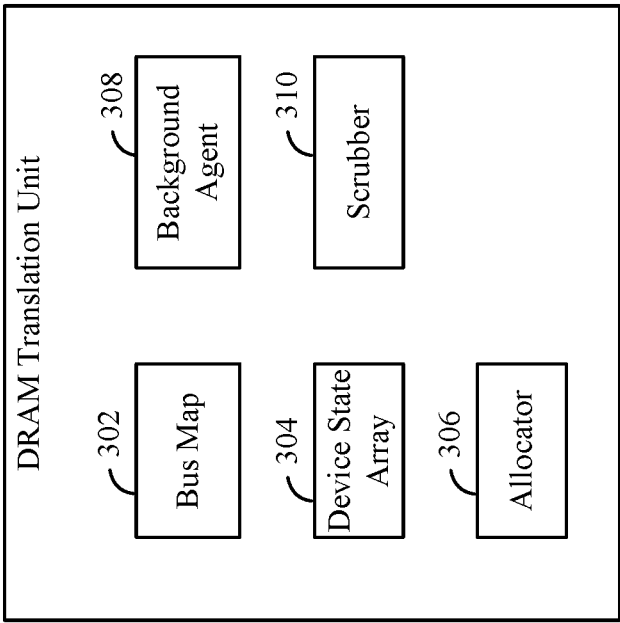 DRAM Translation Unit
302
Bus Map
308
Background
Agent
304
Device State
Array
310
Scrubber
306
Allocator